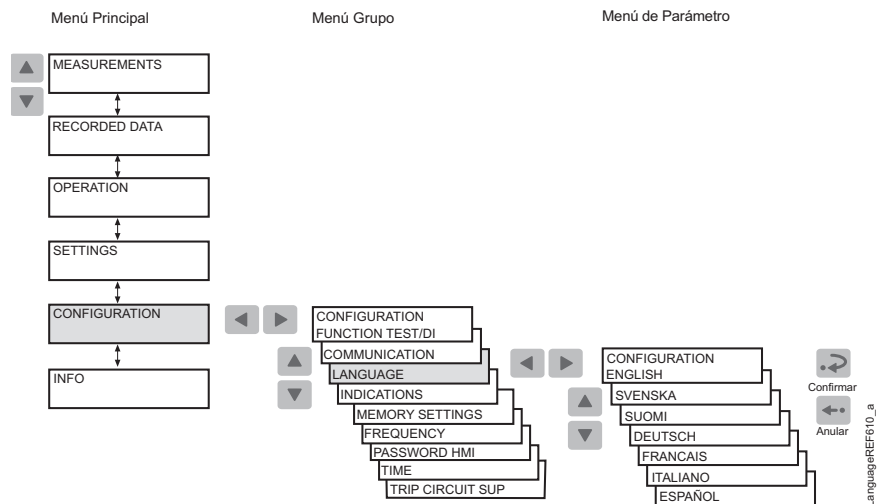 Menú Principal
Menú Grupo
Menú de Parámetro
MEASUREMENTS
RECORDED DATA
OPERATION
SETTINGS
CONFIGURATION
INFO
CONFIGURATION
FUNCTION TEST/DI
COMMUNICATION
LANGUAGE
INDICATIONS
MEMORY SETTINGS
FREQUENCY
PASSWORD HMI
TIME
TRIP CIRCUIT SUP
CONFIGURATION
ENGLISH
SVENSKA
SUOMI
DEUTSCH
FRANCAIS
ITALIANO
ESPAÑOL
Confirmar
Anular
anguageREF610_a